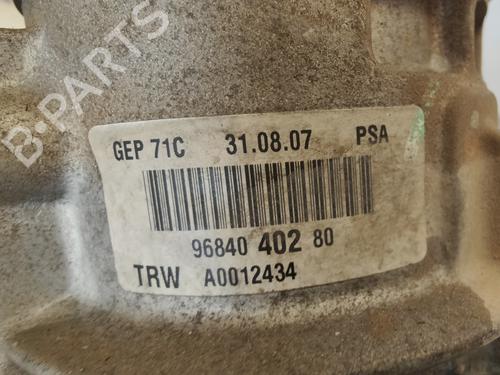 B-PARTS
GEP 71C 31.08.07 PSA
96840 402 80
TRW A0012434